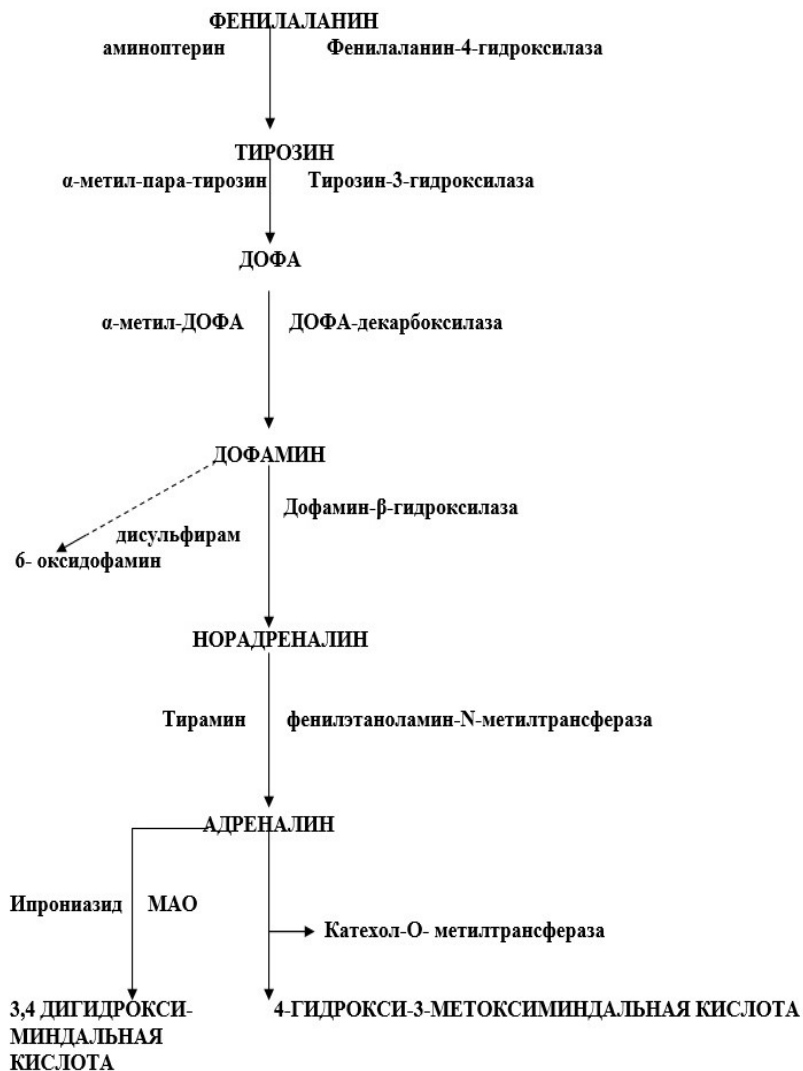 ФЕНИЛАЛАНИН
аминоптерин Фенилаланин-4-гидроксилаза
ТИРОЗИН
α-метил-пара-тирозин Тирозин-3-гидроксилаза
ДОФА
α-метил-ДОФА ДОФА-декарбоксилаза
ДОФАМИН
Дофамин-β-гидроксилаза
дисульфирам
6- оксидофамин
НОРАДРЕНАЛИН
Тирамин фенилэтаноламин-N-метилтрансфераза
АДРЕНАЛИН
Ипрониазид МАО
Катехол-О- метилтрансфераза
3,4 ДИГИДРОКСИ- 4-ГИДРОКСИ-3-МЕТОКСИМИНДАЛЬНАЯ КИСЛОТА
МИНДАЛЬНАЯ
КИСЛОТА